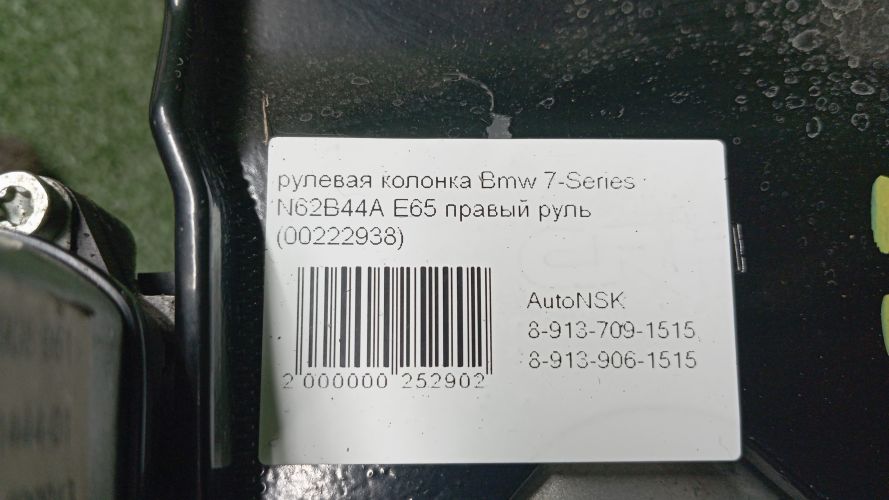 рулевая колонка Bmw 7-Series
N62B44A E65 правый руль
(00222938)
AutoNSK
8-913-709-1515
8-913-906-1515
2 000000 252902